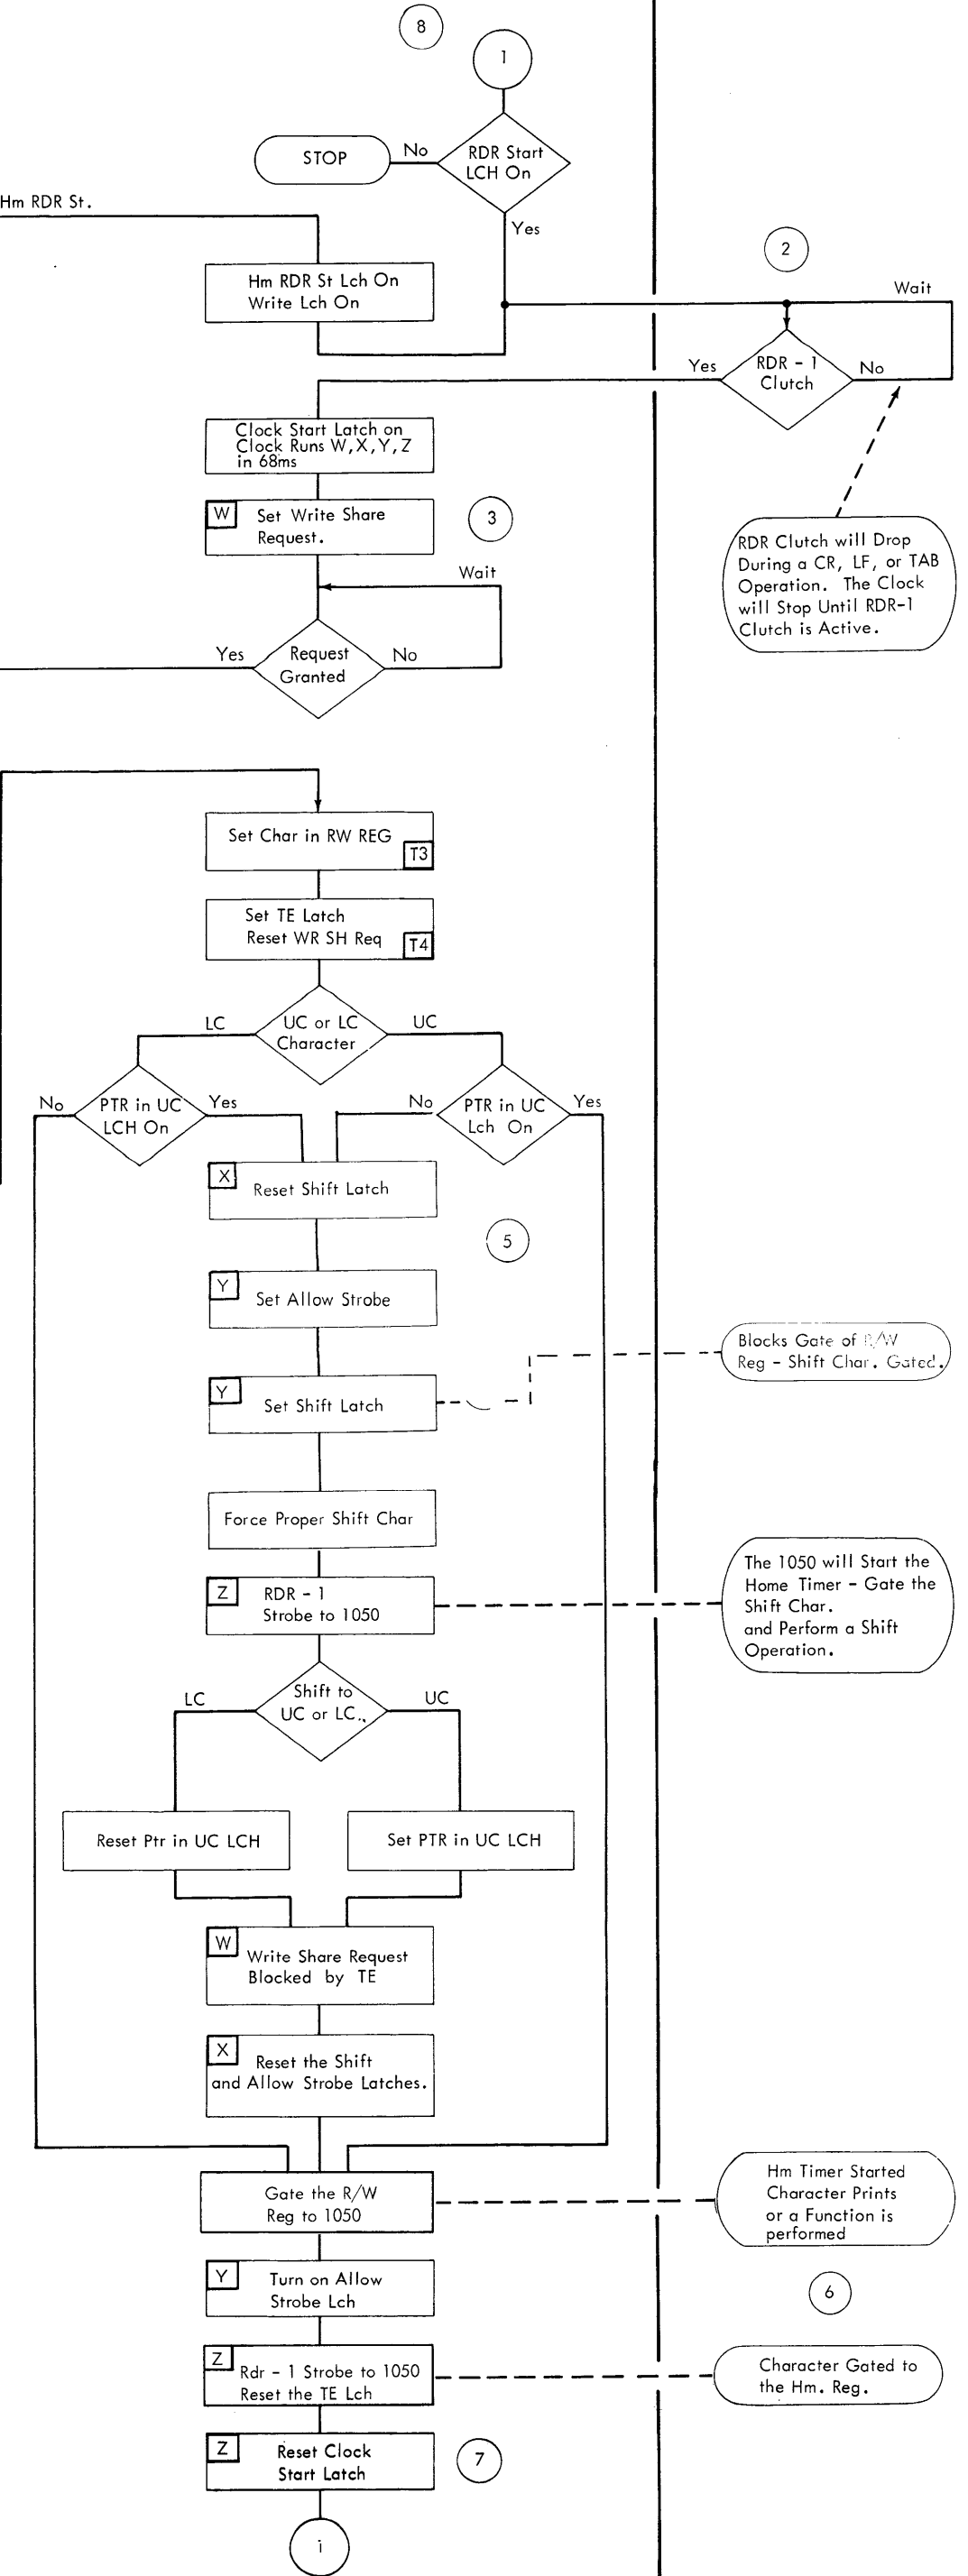 8
1
STOP
No
RDR Start
LCH On
Yes
Hm RDR St.
2
Hm RDR St Lch On
Write Lch On
Wait
Yes
RDR - 1
Clutch
No
Clock Start Latch on
Clock Runs W,X,Y,Z
in 68ms
W
Set Write Share
Request.
3
RDR Clutch will Drop
During a CR, LF, or TAB
Operation. The Clock
will Stop Until RDR-1
Clutch is Active.
Wait
Yes
Request
Granted
No
Set Char in RW REG
T3
Set TE Latch
Reset WR SH Req
T4
LC
UC or LC
Character
UC
No
PTR in UC
LCH On
Yes
No
PTR in UC
Lch On
Yes
X
Reset Shift Latch
5
Y
Set Allow Strobe
Blocks Gate of R/W
Reg - Shift Char. Gated.
Y
Set Shift Latch
Force Proper Shift Char
Z
RDR - 1
Strobe to 1050
The 1050 will Start the
Home Timer - Gate the
Shift Char.
and Perform a Shift
Operation.
LC
Shift to
UC or LC.
UC
Reset Ptr in UC LCH
Set PTR in UC LCH
W
Write Share Request
Blocked by TE
X
Reset the Shift
and Allow Strobe Latches.
Gate the R/W
Reg to 1050
Hm Timer Started
Character Prints
or a Function is
performed
Y
Turn on Allow
Strobe Lch
6
Z
Rdr - 1 Strobe to 1050
Reset the TE Lch
Character Gated to
the Hm. Reg.
Z
Reset Clock
Start Latch
7
i